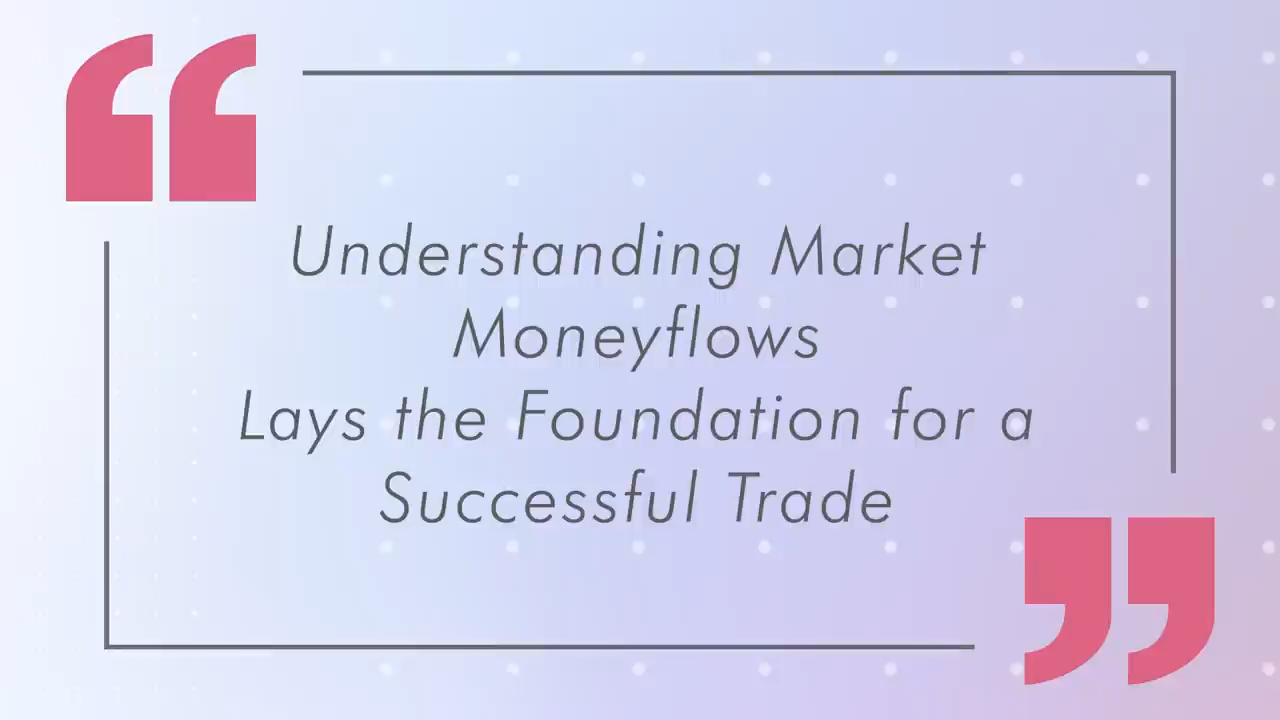 Understanding Market
Moneyflows
Lays the Foundation for a
Successful Trade